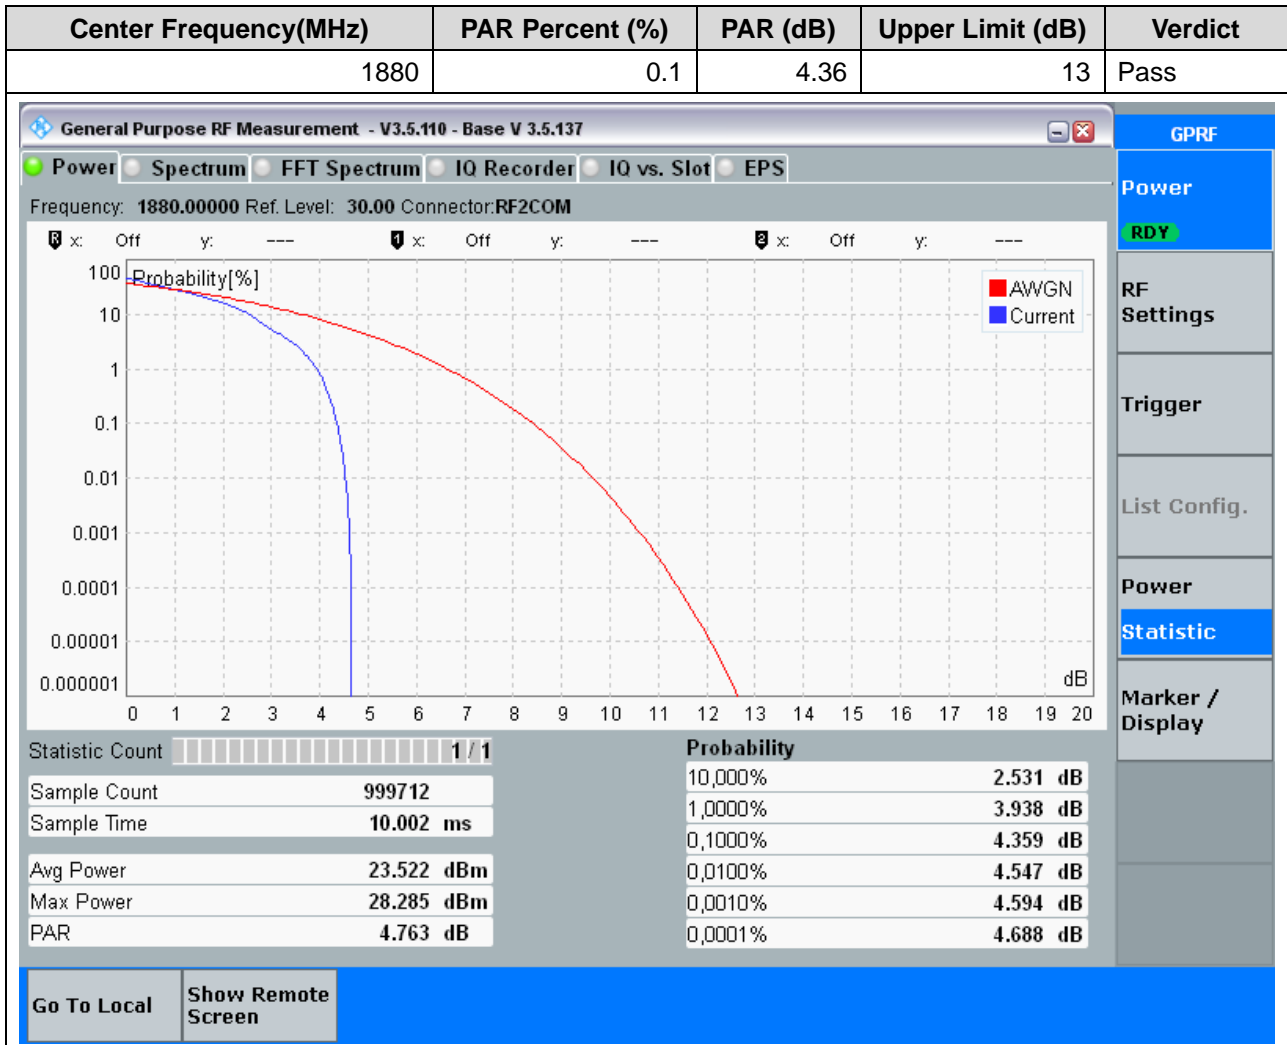 Center Frequency(MHz) PAR Percent (%) PAR (dB) Upper Limit (dB) Verdict
1880 0.1 4.36 13 Pass
General Purpose RF Measurement - V3.5.110 - Base V 3.5.137
GPRF
Power Spectrum FFT Spectrum IQ Recorder IQ vs. Slot EPS
Power
RDY
Frequency: 1880.00000 Ref. Level: 30.00 Connector:RF2COM
R x: Off y: --- 1 x: Off y: --- 2 x: Off y: ---
Probability[%]
AWGN
Current
100
10
1
0.1
0.01
0.001
0.0001
0.00001
0.000001
dB
0 1 2 3 4 5 6 7 8 9 10 11 12 13 14 15 16 17 18 19 20
RF
Settings
Trigger
List Config.
Power
Statistic
Marker /
Display
Statistic Count 1 / 1
Sample Count 999712
Sample Time 10.002 ms
Avg Power 23.522 dBm
Max Power 28.285 dBm
PAR 4.763 dB
Probability
10,000% 2.531 dB
1,0000% 3.938 dB
0,1000% 4.359 dB
0,0100% 4.547 dB
0,0010% 4.594 dB
0,0001% 4.688 dB
Go To Local
Show Remote
Screen